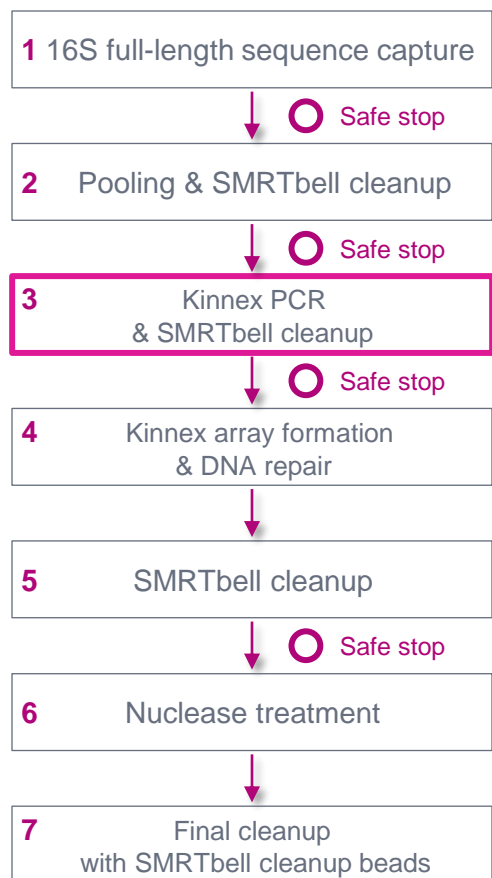 1 16S full-length sequence capture
Safe stop
2 Pooling & SMRTbell cleanup
Safe stop
3 Kinnex PCR
& SMRTbell cleanup
Safe stop
4 Kinnex array formation
& DNA repair
5 SMRTbell cleanup
Safe stop
6 Nuclease treatment
7 Final cleanup
with SMRTbell cleanup beads